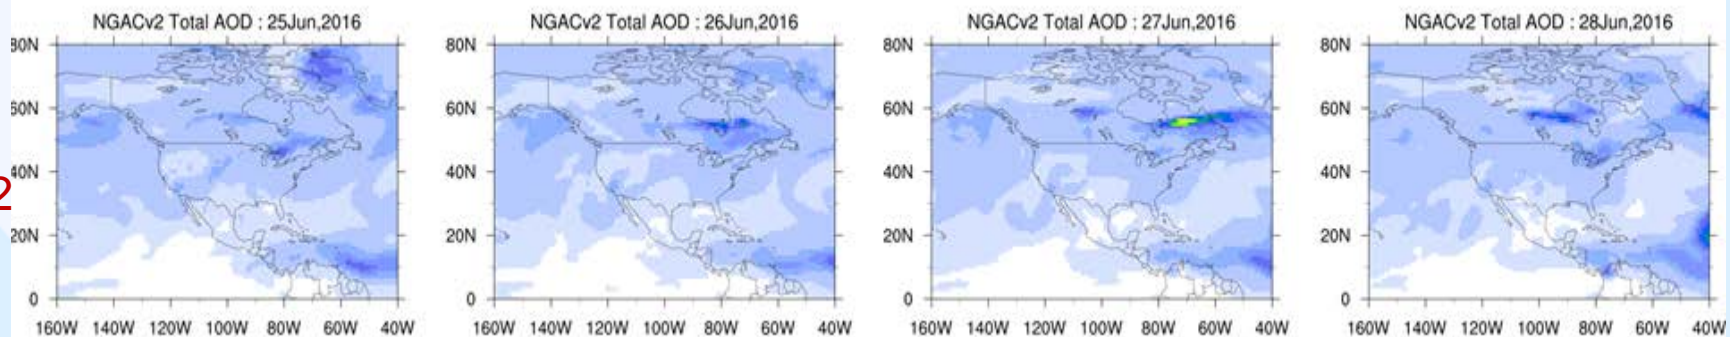 NGACv2 Total AOD : 25Jun,2016 NGACv2 Total AOD : 26Jun,2016 NGACv2 Total AOD : 27Jun,2016 NGACv2 Total AOD : 28Jun,2016
80N 80N 80N 80N
60N 60N 60N 60N
2
40N 40N 40N 40N
20N 20N 20N 20N
0 0 0 0
160W 140W 120W 100W 80W 60W 40W 160W 140W 120W 100W 80W 60W 40W 160W 140W 120W 100W 80W 60W 40W 160W 140W 120W 100W 80W 60W 40W